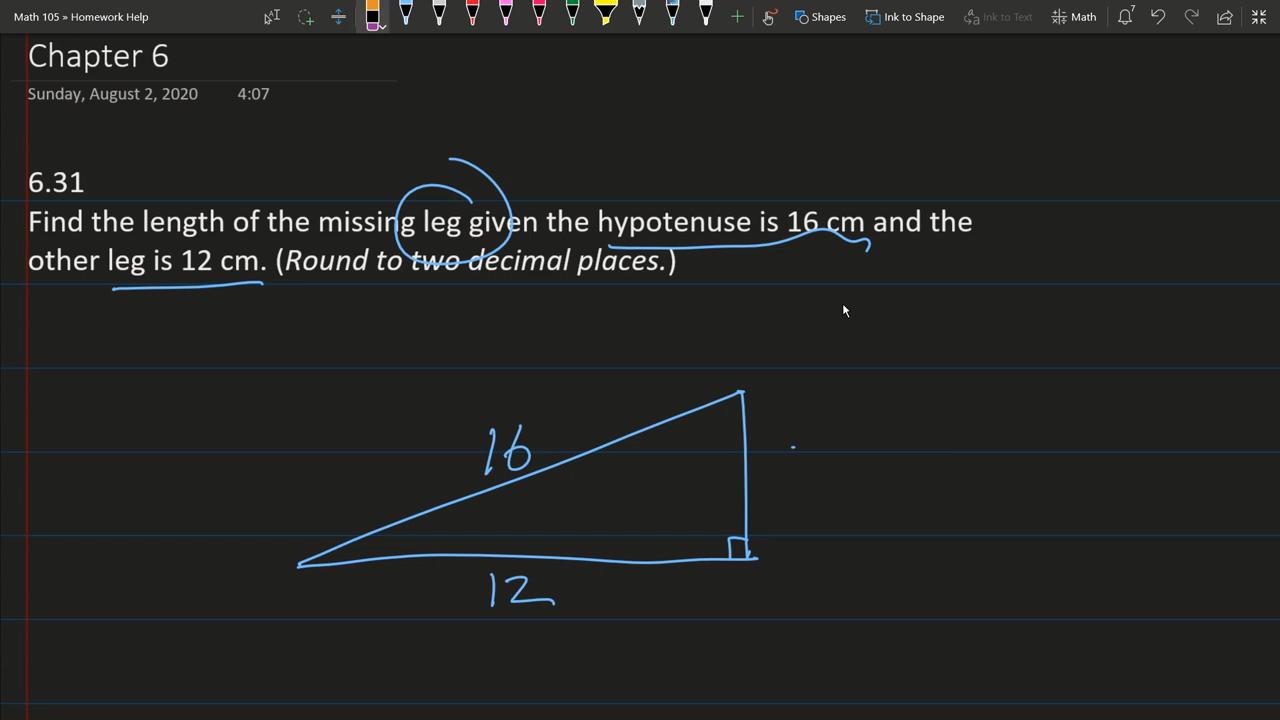 Math 105 » Homework Help
Shapes
Ink to Shape
Ink to Text
Math
7
Chapter 6
Sunday, August 2, 2020 4:07
6.31
Find the length of the missing leg given the hypotenuse is 16 cm and the
other leg is 12 cm. (Round to two decimal places.)
16
12